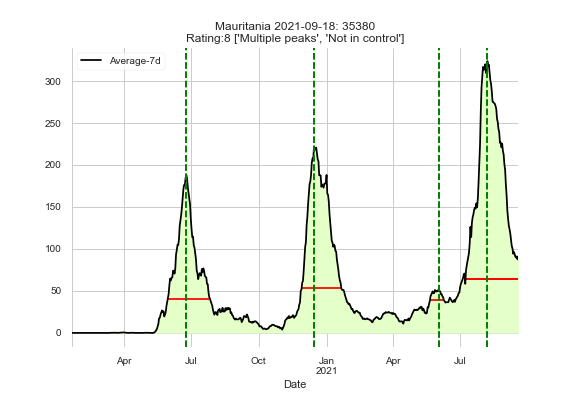 Mauritania 2021-09-18: 35380
Rating:8 ['Multiple peaks', 'Not in control']
Average-7d
300
250
200
150
100
50
0
Apr Jul Oct Jan Apr Jul
2021
Date